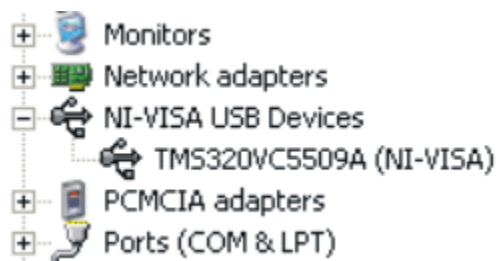 Monitors
Network adapters
NI-VISA USB Devices
TMS320VC5509A (NI-VISA)
PCMCIA adapters
Ports (COM & LPT)